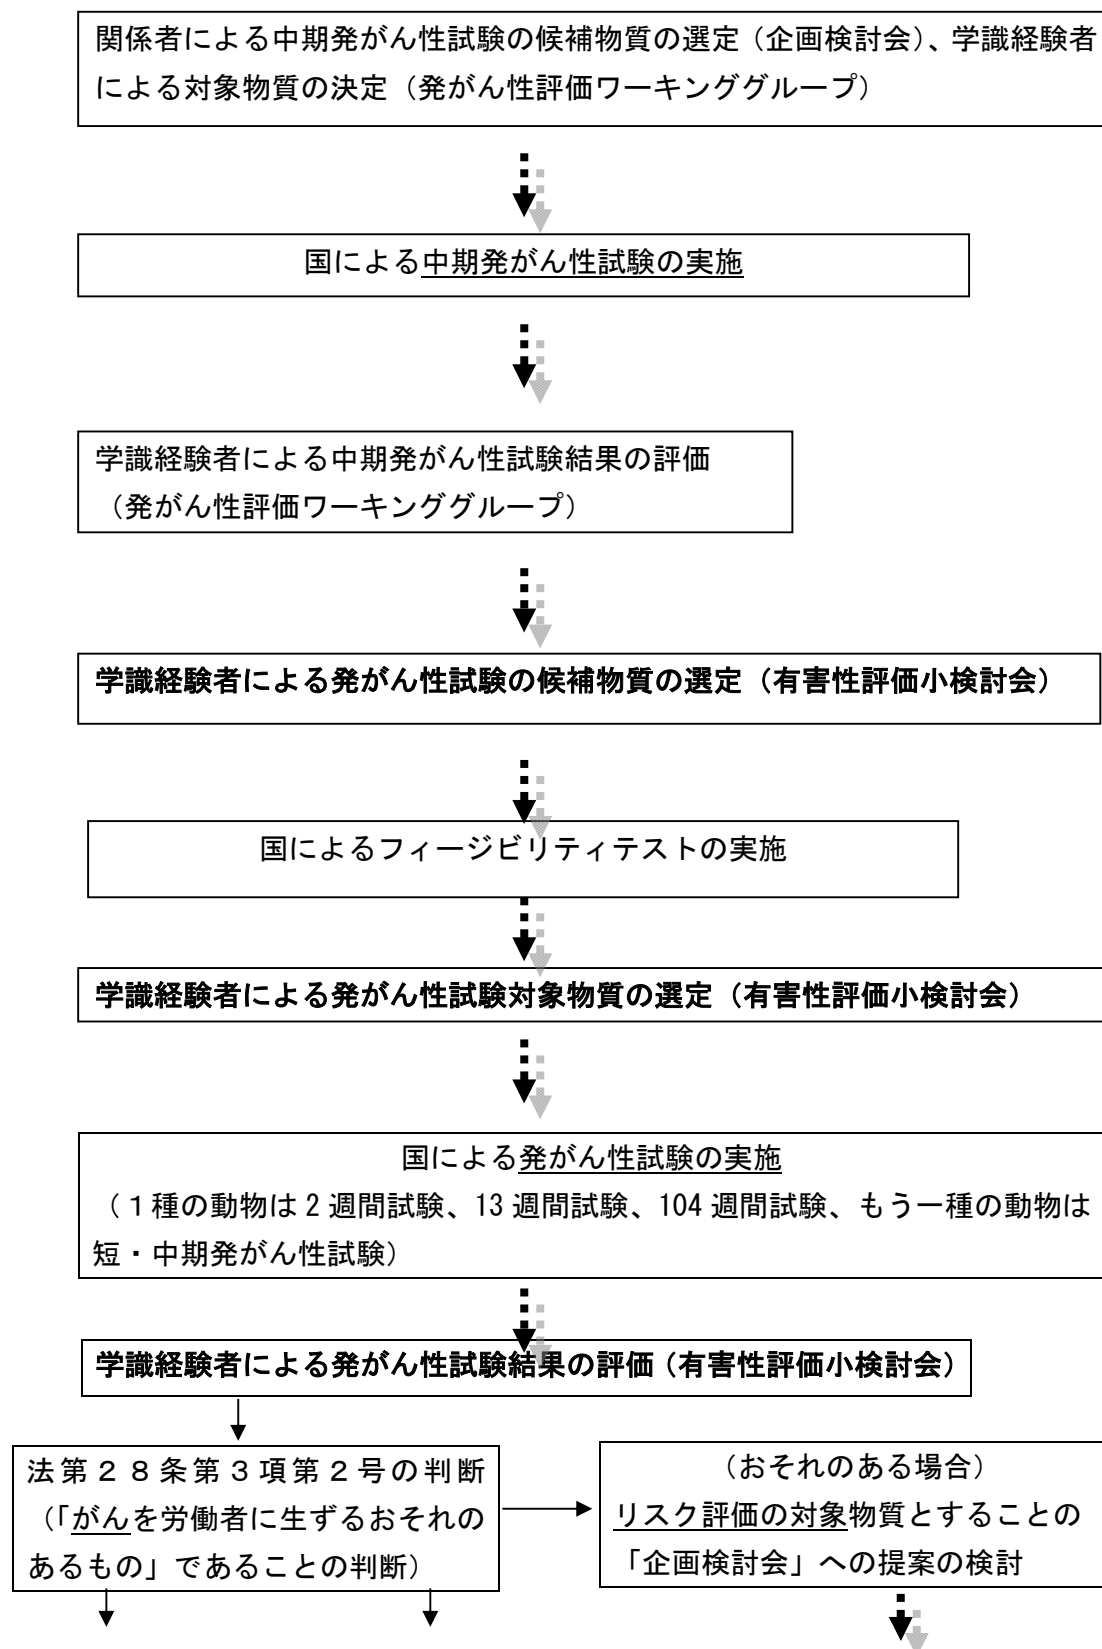 関係者による中期発がん性試験の候補物質の選定（企画検討会）、学識経験者
による対象物質の決定（発がん性評価ワーキンググループ）
国による中期発がん性試験の実施
学識経験者による中期発がん性試験結果の評価
（発がん性評価ワーキンググループ）
学識経験者による発がん性試験の候補物質の選定（有害性評価小検討会）
国によるフィージビリティテストの実施
学識経験者による発がん性試験対象物質の選定（有害性評価小検討会）
国による発がん性試験の実施
（１種の動物は２週間試験、13 週間試験、104 週間試験、もう一種の動物は
短・中期発がん性試験）
学識経験者による発がん性試験結果の評価（有害性評価小検討会）
法第２８条第３項第２号の判断
（「がんを労働者に生ずるおそれの
あるもの」であることの判断）
（おそれのある場合）
リスク評価の対象物質とすることの
「企画検討会」への提案の検討